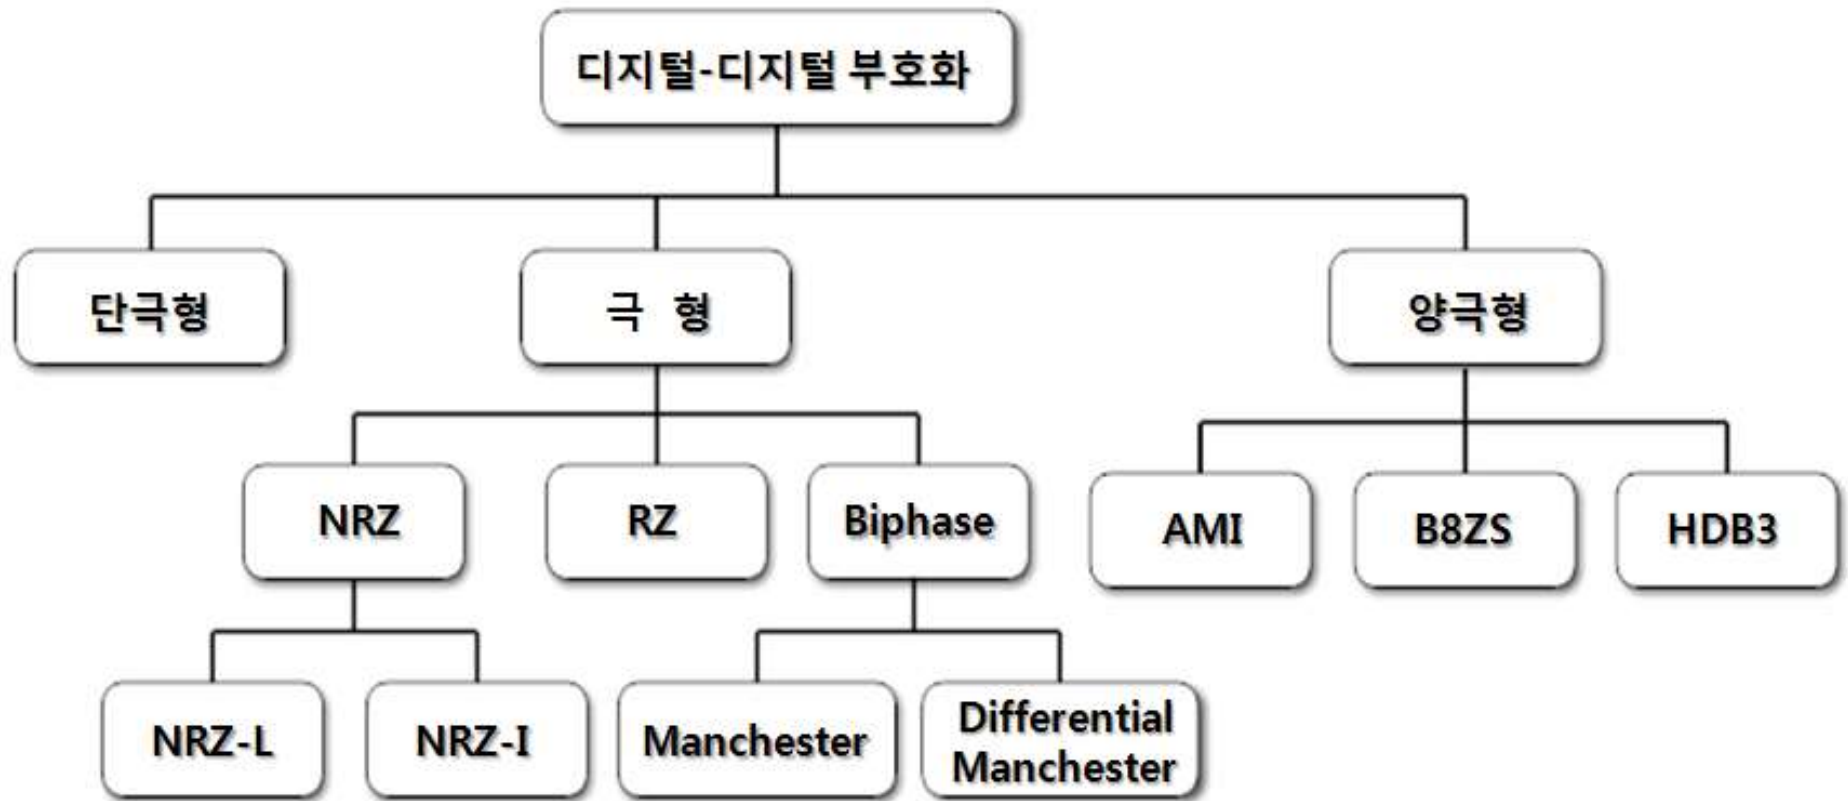 디지털-디지털 부호화
단극형
극 형
양극형
NRZ
RZ
Biphase
AMI
B8ZS
HDB3
NRZ-L
NRZ-I
Manchester
Differential
Manchester